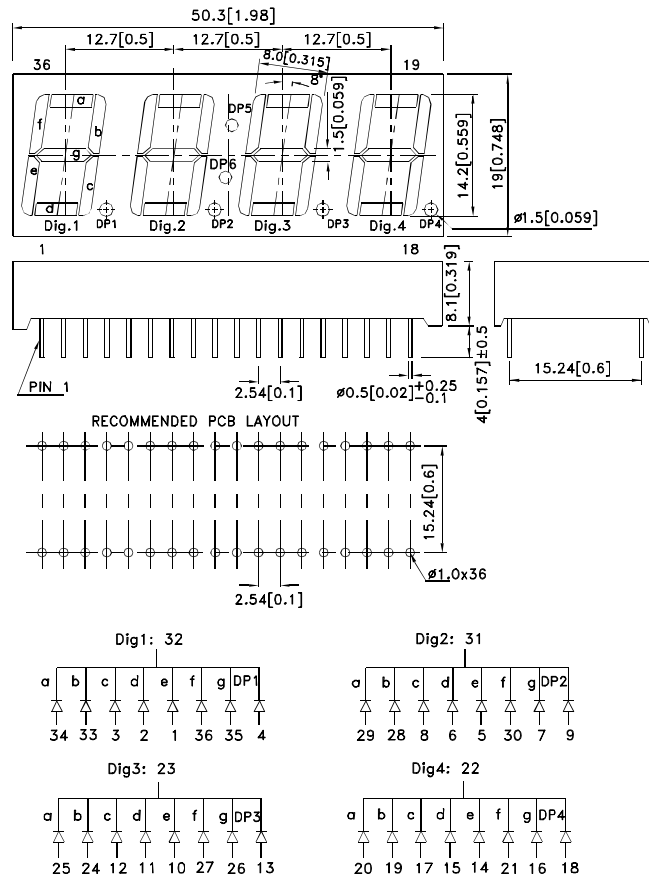 50.3[1.98]
12.7[0.5] 12.7[0.5] 12.7[0.5]
8.0[0.315]
36 19
8°
a DP5
f b
1.5[0.059]
g
DP6
e c
d
14.2[0.559]
19[0.748]
DP1 DP2 DP3 DP4
Dig.1 Dig.2 Dig.3 Dig.4
ø1.5[0.059]
1 18
8.1[0.319]
4[0.157]±0.5
PIN 1
2.54[0.1]
ø0.5[0.02]+0.25 −0.1
15.24[0.6]
RECOMMENDED PCB LAYOUT
15.24[0.6]
ø1.0x36
2.54[0.1]
Dig1: 32
a b c d e f g DP1
34 33 3 2 1 36 35 4
Dig2: 31
a b c d e f g DP2
29 28 8 6 5 30 7 9
Dig3: 23
a b c d e f g DP3
25 24 12 11 10 27 26 13
Dig4: 22
a b c d e f g DP4
20 19 17 15 14 21 16 18